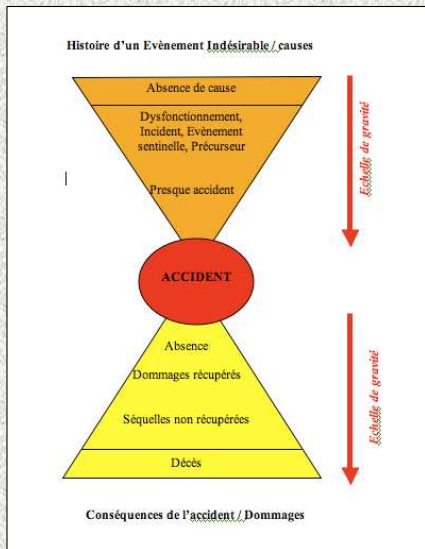 Histoire d'un Evènement Indésirable / causes
Absence de cause
Dysfonctionnement,
Incident, Evènement
sentinelle, Précurseur
Presque accident
Echelle de gravité
ACCIDENT
Absence
Dommages récupérés
Séquelles non récupérées
Décès
Echelle de gravité
Conséquences de l'accident / Dommages